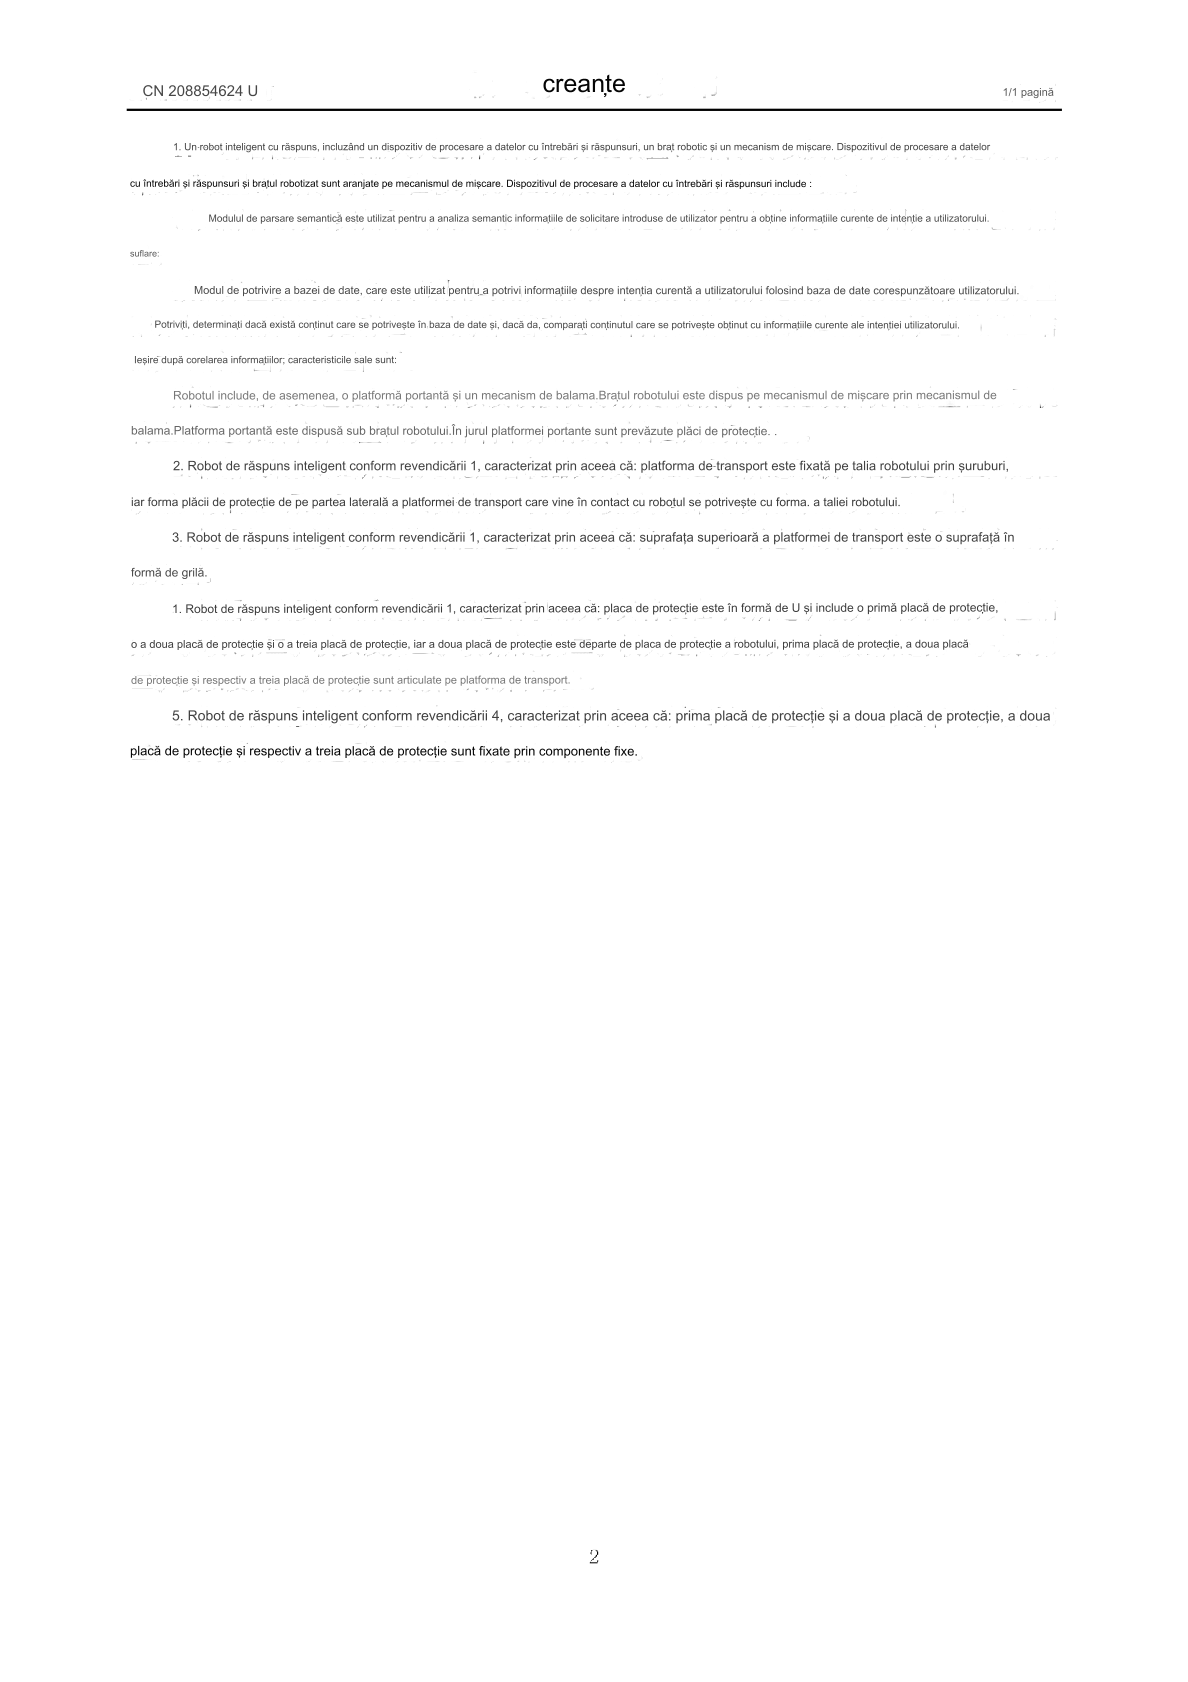 CN 208854624 U
creanțe
1/1 pagină
1. Un robot inteligent cu răspuns, incluzând un dispozitiv de procesare a datelor cu întrebări și răspunsuri, un braț robotic și un mecanism de mișcare. Dispozitivul de procesare a datelor
cu întrebări și răspunsuri și brațul robotizat sunt aranjate pe mecanismul de mișcare. Dispozitivul de procesare a datelor cu întrebări și răspunsuri include :
Modulul de parsare semantică este utilizat pentru a analiza semantic informațiile de solicitare introduse de utilizator pentru a obține informațiile curente de intenție a utilizatorului.
suflare:
Modul de potrivire a bazei de date, care este utilizat pentru a potrivi informațiile despre intenția curentă a utilizatorului folosind baza de date corespunzătoare utilizatorului.
Potriviți, determinați dacă există conținut care se potrivește în baza de date și, dacă da, comparați conținutul care se potrivește obținut cu informațiile curente ale intenției utilizatorului.
Ieșire după corelarea informațiilor; caracteristicile sale sunt:
Robotul include, de asemenea, o platformă portantă și un mecanism de balama.Brațul robotului este dispus pe mecanismul de mișcare prin mecanismul de
balama.Platforma portantă este dispusă sub brațul robotului.În jurul platformei portante sunt prevăzute plăci de protecție. .
2. Robot de răspuns inteligent conform revendicării 1, caracterizat prin aceea că: platforma de transport este fixată pe talia robotului prin șuruburi,
iar forma plăcii de protecție de pe partea laterală a platformei de transport care vine în contact cu robotul se potrivește cu forma. a taliei robotului.
3. Robot de răspuns inteligent conform revendicării 1, caracterizat prin aceea că: suprafața superioară a platformei de transport este o suprafață în
formă de grilă.
1. Robot de răspuns inteligent conform revendicării 1, caracterizat prin aceea că: placa de protecție este în formă de U și include o primă placă de protecție,
o a doua placă de protecție și o a treia placă de protecție, iar a doua placă de protecție este departe de placa de protecție a robotului, prima placă de protecție, a doua placă
de protecție și respectiv a treia placă de protecție sunt articulate pe platforma de transport.
5. Robot de răspuns inteligent conform revendicării 4, caracterizat prin aceea că: prima placă de protecție și a doua placă de protecție, a doua
placă de protecție și respectiv a treia placă de protecție sunt fixate prin componente fixe.
2